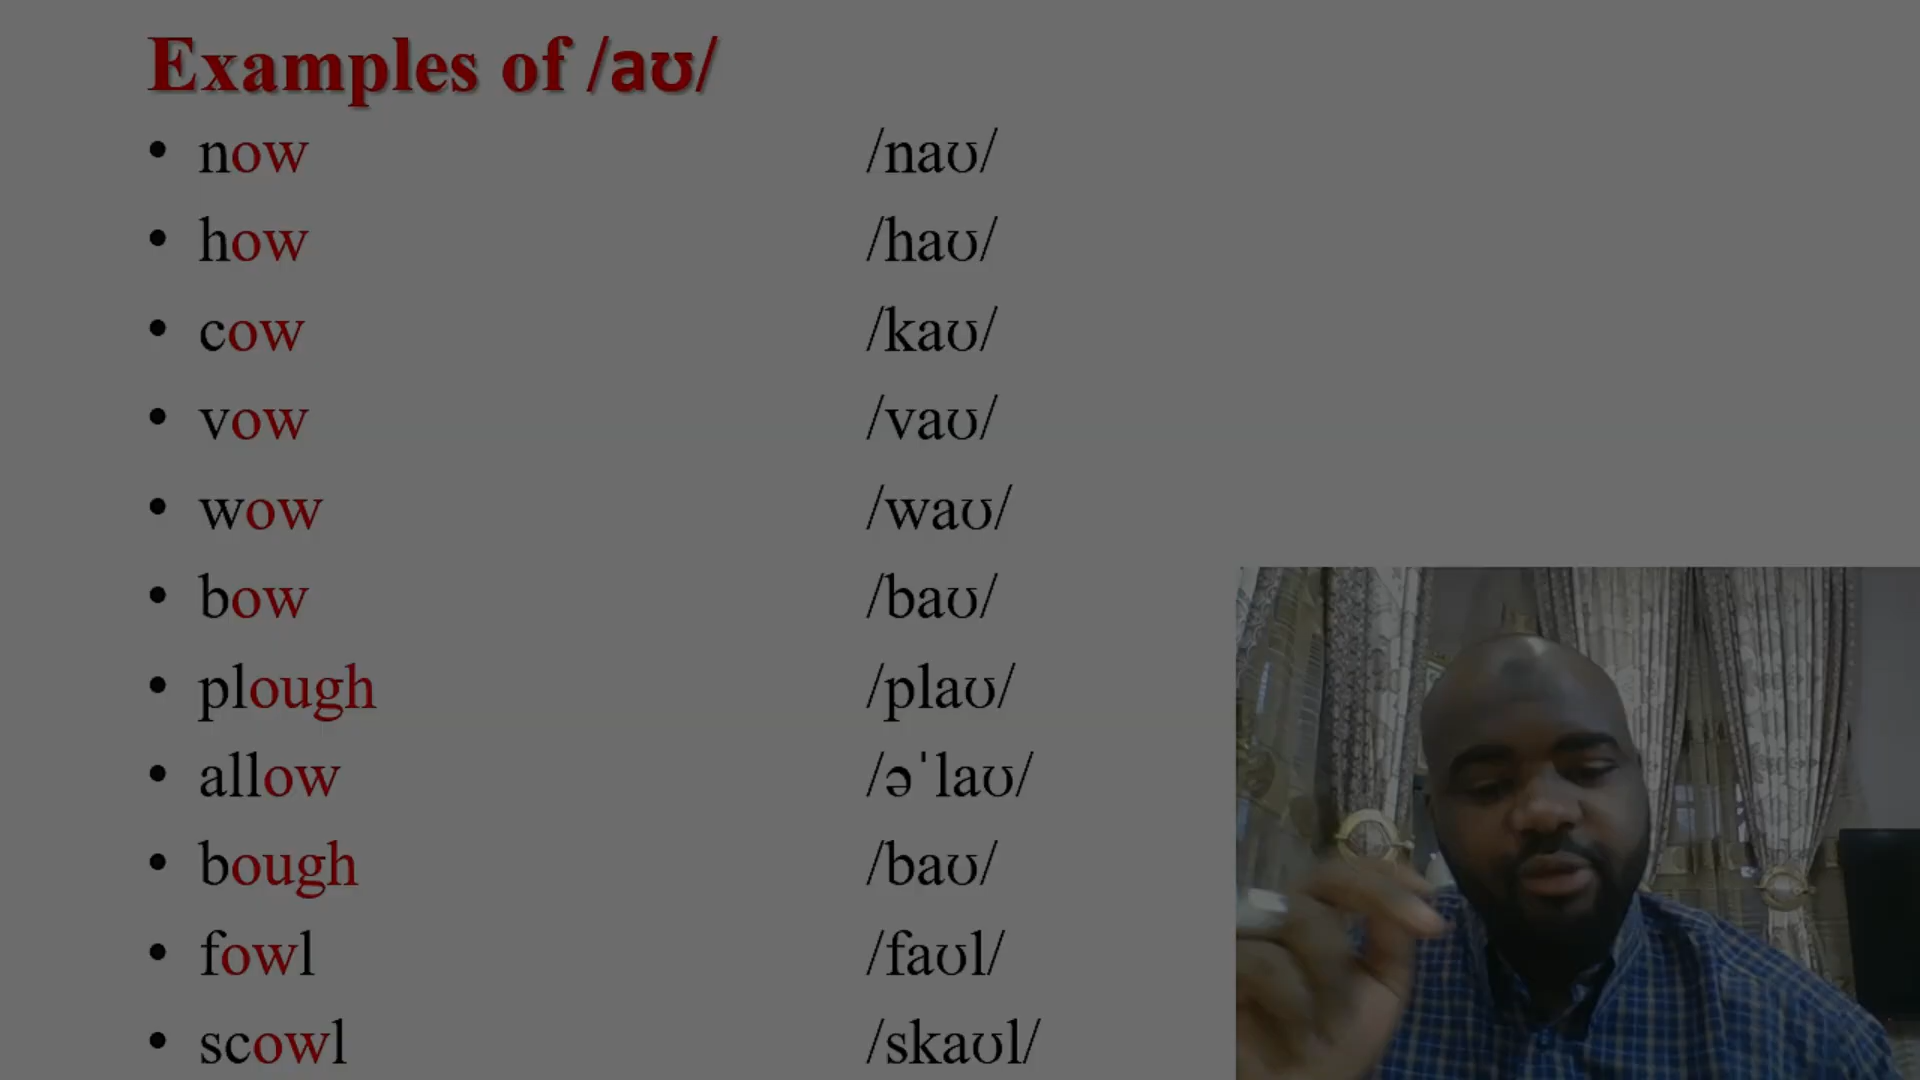 Examples of /aʊ/
• now /naʊ/
• how /haʊ/
• cow /kaʊ/
• vow /vaʊ/
• wow /waʊ/
• bow /baʊ/
• plough /plaʊ/
• allow /əˈlaʊ/
• bough /baʊ/
• fowl /faʊl/
• scowl /skaʊl/